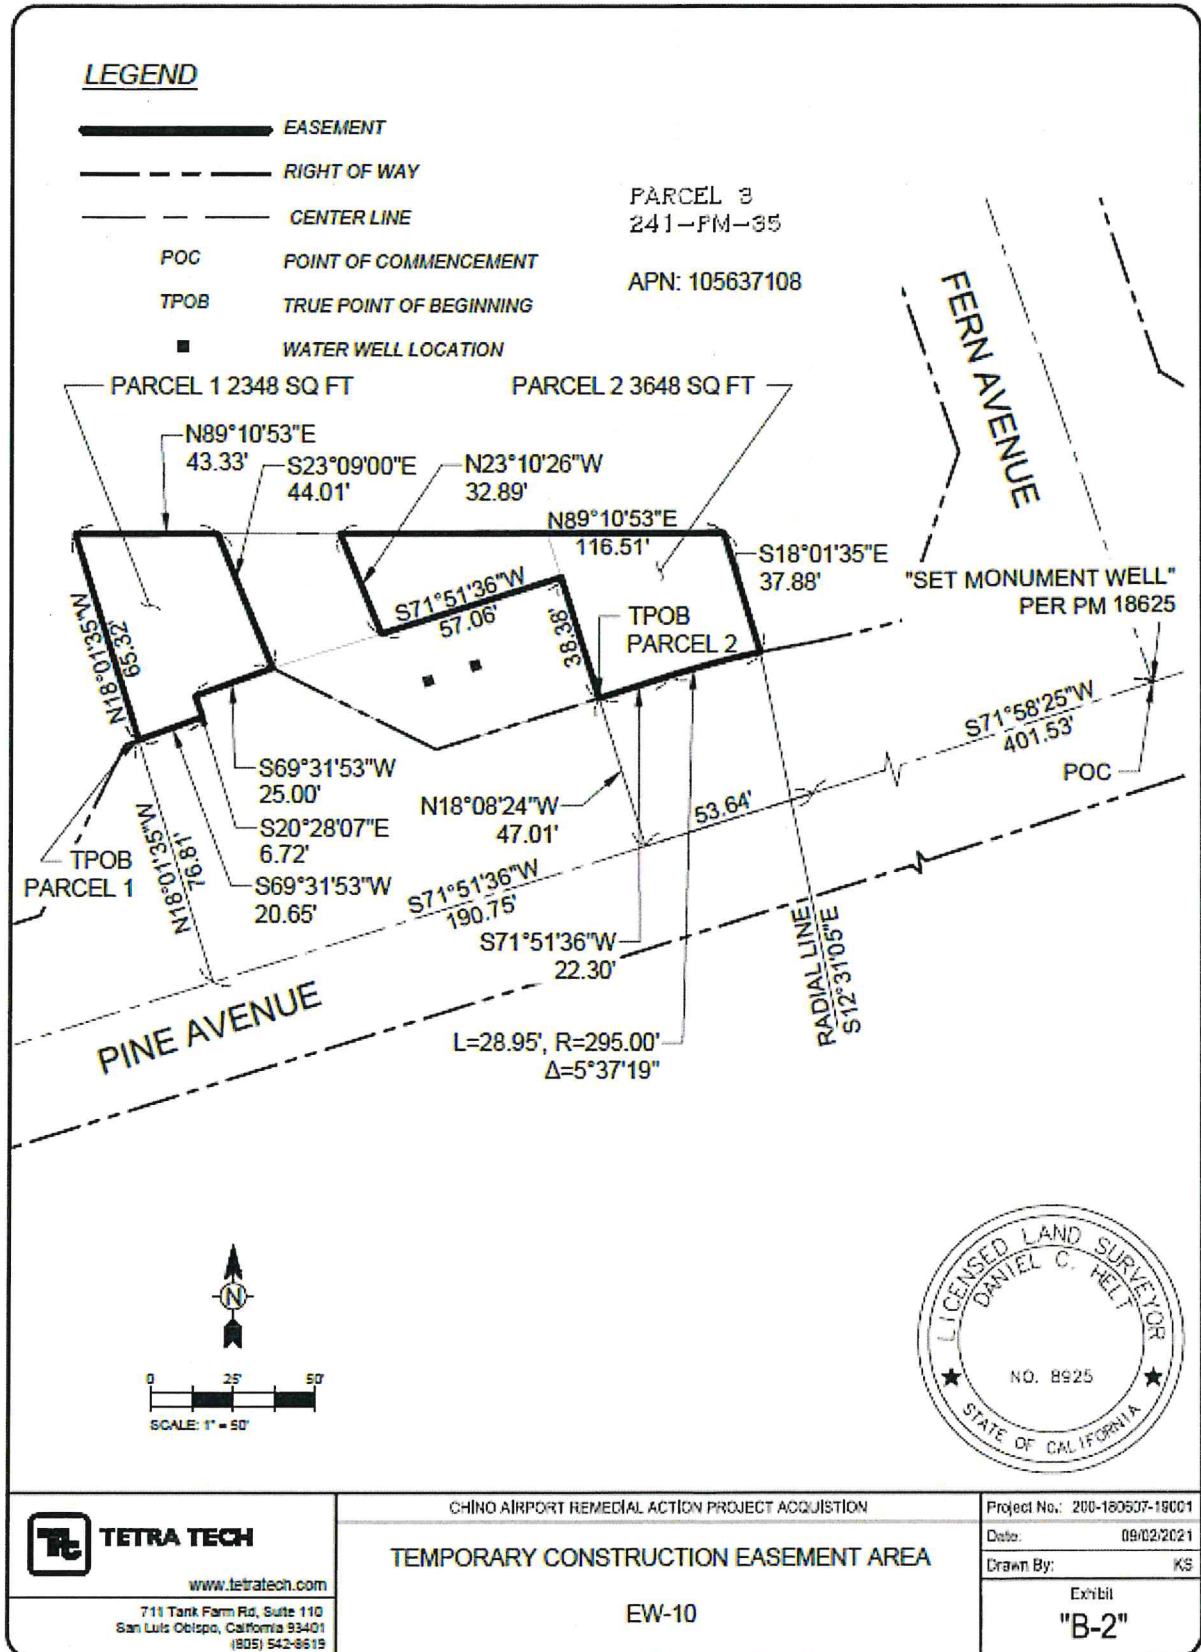 LEGEND
EASEMENT
RIGHT OF WAY
CENTER LINE
POC POINT OF COMMENCEMENT
TPOB TRUE POINT OF BEGINNING
WATER WELL LOCATION
PARCEL 3
241-PM-35
APN: 105637108
FERN AVENUE
PARCEL 1 2348 SQ FT
PARCEL 2 3648 SQ FT
N89°10'53"E
43.33'
S23°09'00"E
44.01'
N23°10'26"W
32.89'
N89°10'53"E
116.51'
S18°01'35"E
37.88'
"SET MONUMENT WELL"
PER PM 18625
N18°01'35"W
65.32'
S71°51'36"W
57.06'
38.38'
TPOB
PARCEL 2
S71°58'25"W
401.53'
POC
S69°31'53"W
25.00'
S20°28'07"E
6.72'
S69°31'53"W
20.65'
TPOB
PARCEL 1
N18°01'35"W
76.81'
N18°08'24"W
47.01'
53.64'
S71°51'36"W
190.75'
S71°51'36"W
22.30'
RADIAL LINE
S12°31'05"E
L=28.95', R=295.00'
Δ=5°37'19"
PINE AVENUE
N
0 25' 50'
SCALE: 1" = 50'
LICENSED LAND SURVEYOR
DANIEL C. HELT
NO. 8925
STATE OF CALIFORNIA
Tt TETRA TECH
www.tetratech.com
711 Tank Farm Rd, Suite 110
San Luis Obispo, California 93401
(805) 542-8619
CHINO AIRPORT REMEDIAL ACTION PROJECT ACQUISTION
TEMPORARY CONSTRUCTION EASEMENT AREA
EW-10
Project No.: 200-180607-19001
Date: 09/02/2021
Drawn By: KS
Exhibit
"B-2"